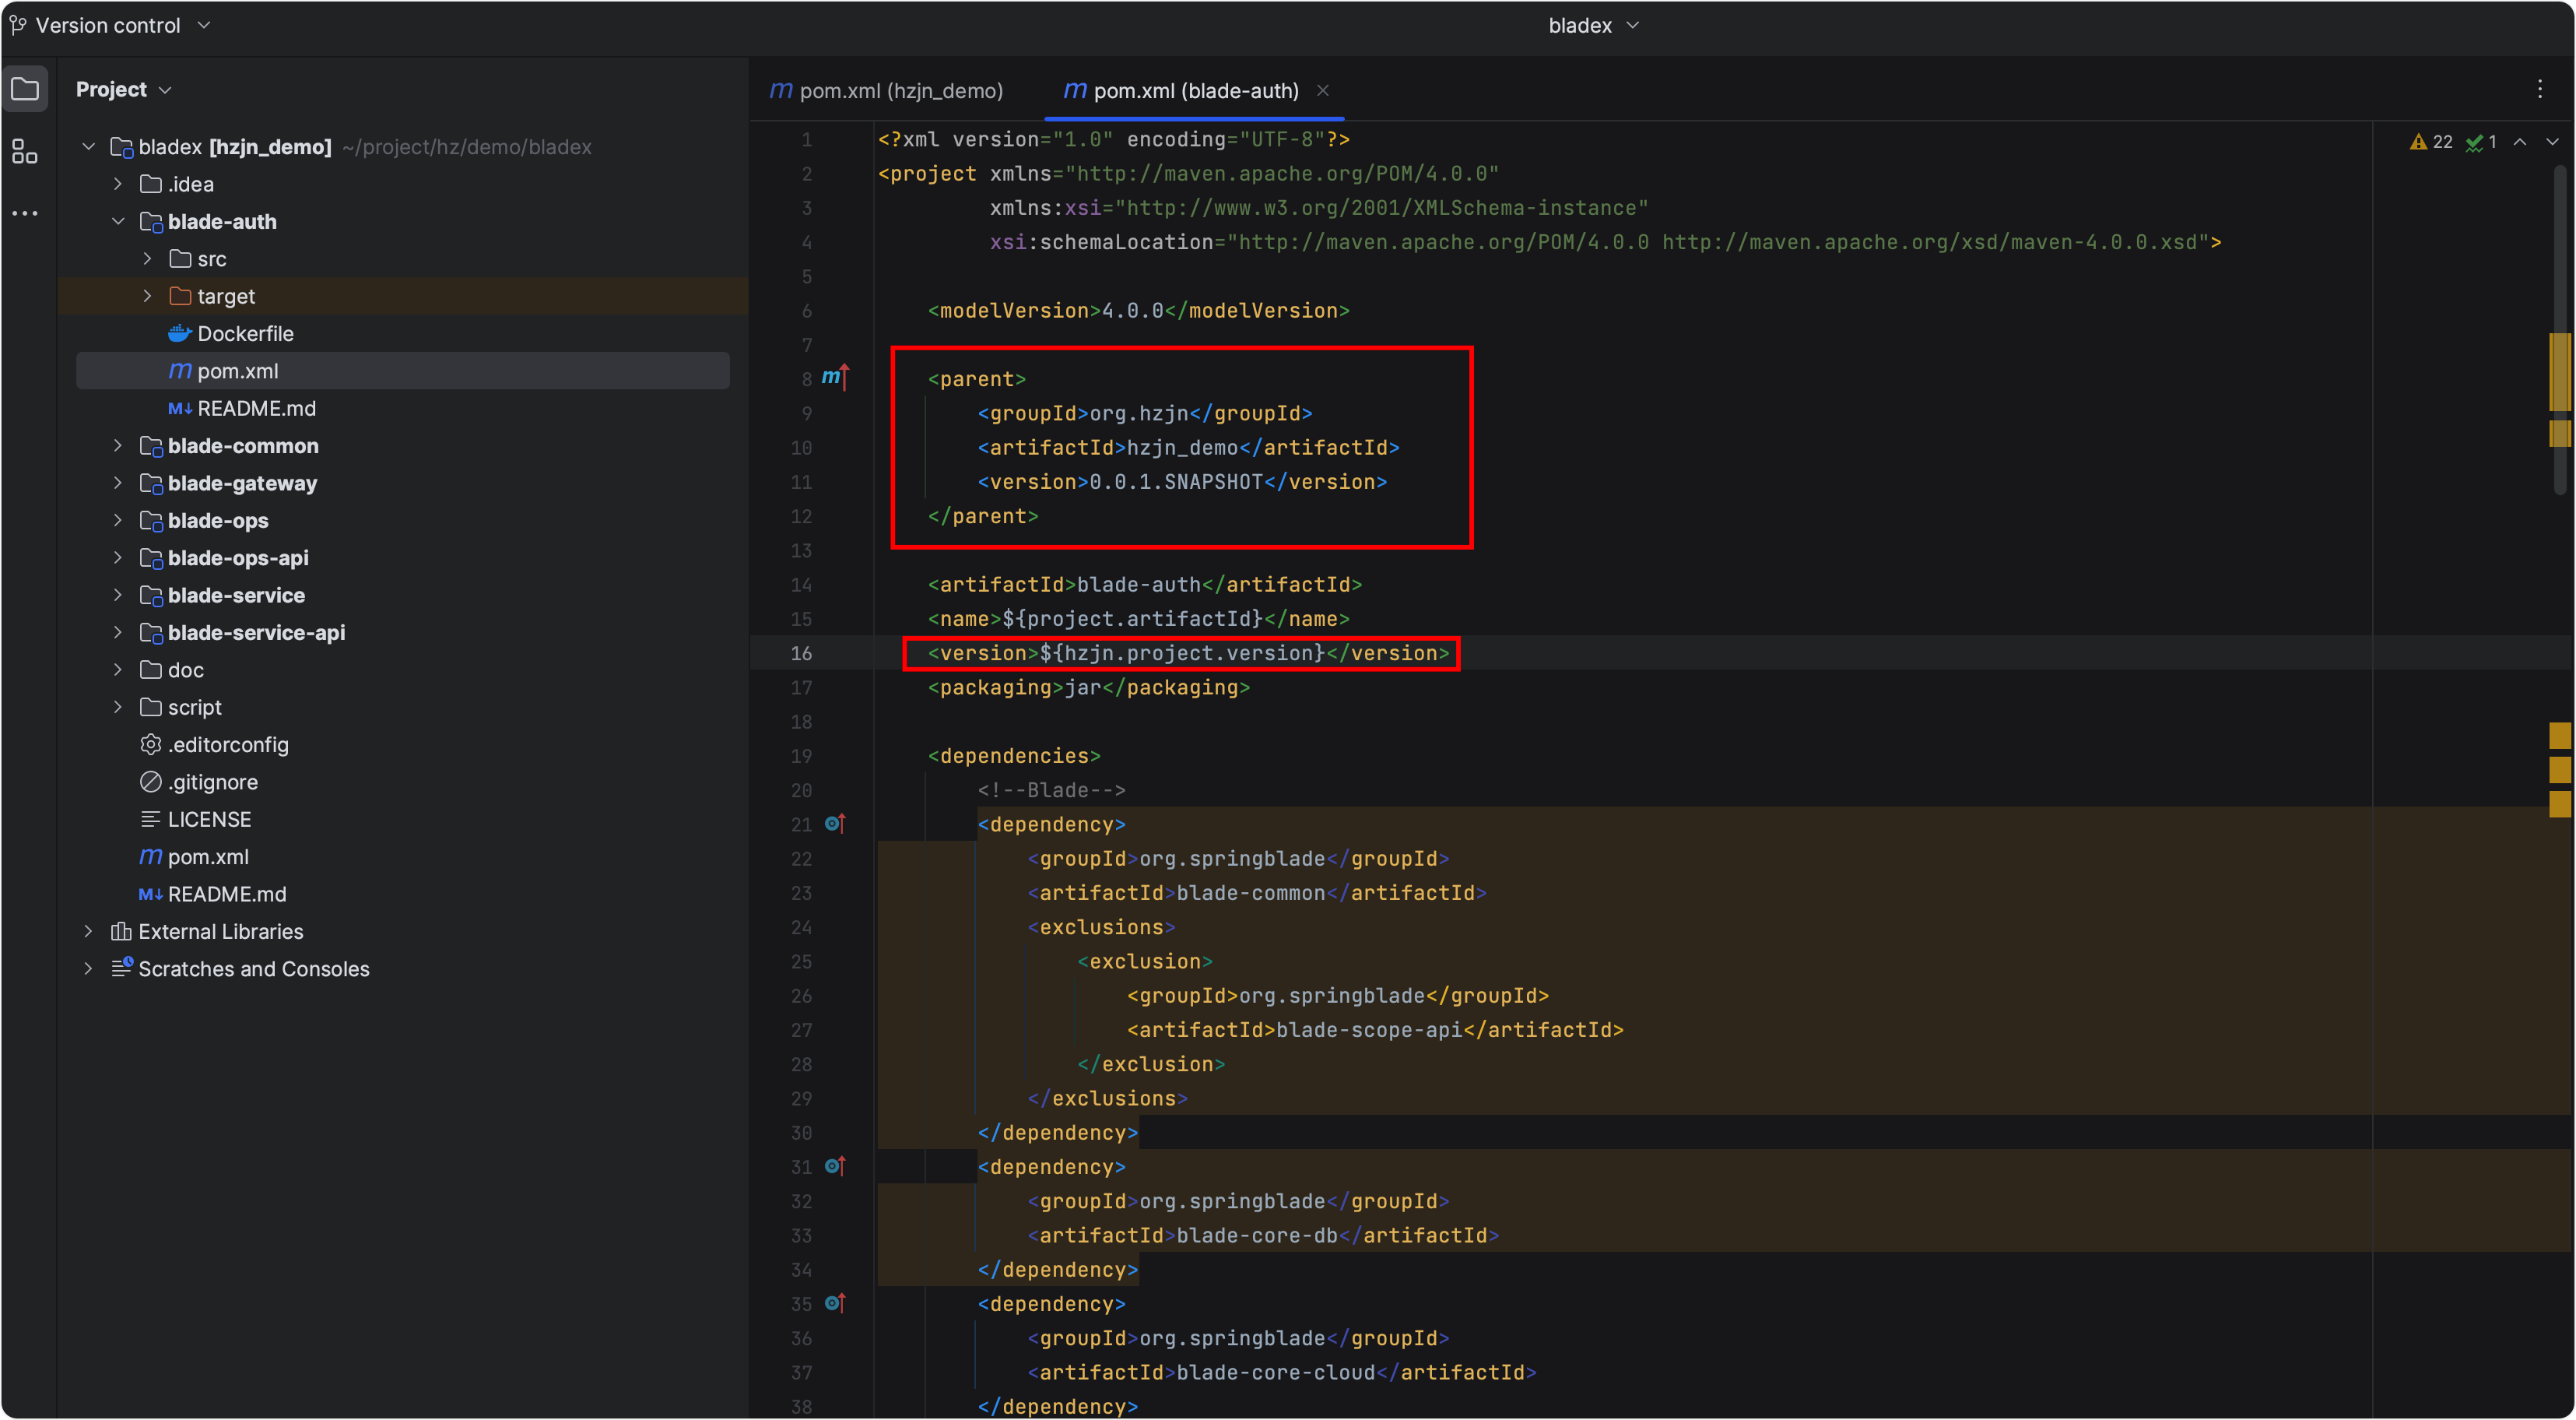 Version control
bladex
Project
bladex [hzjn_demo] ~/project/hz/demo/bladex
.idea
blade-auth
src
target
Dockerfile
pom.xml
README.md
blade-common
blade-gateway
blade-ops
blade-ops-api
blade-service
blade-service-api
doc
script
.editorconfig
.gitignore
LICENSE
pom.xml
README.md
External Libraries
Scratches and Consoles
pom.xml (hzjn_demo)
pom.xml (blade-auth)
22 1
1 <?xml version="1.0" encoding="UTF-8"?>
2 <project xmlns="http://maven.apache.org/POM/4.0.0"
3 xmlns:xsi="http://www.w3.org/2001/XMLSchema-instance"
4 xsi:schemaLocation="http://maven.apache.org/POM/4.0.0 http://maven.apache.org/xsd/maven-4.0.0.xsd">
5
6 <modelVersion>4.0.0</modelVersion>
7
8 <parent>
9 <groupId>org.hzjn</groupId>
10 <artifactId>hzjn_demo</artifactId>
11 <version>0.0.1.SNAPSHOT</version>
12 </parent>
13
14 <artifactId>blade-auth</artifactId>
15 <name>${project.artifactId}</name>
16 <version>${hzjn.project.version}</version>
17 <packaging>jar</packaging>
18
19 <dependencies>
20 <!--Blade-->
21 <dependency>
22 <groupId>org.springblade</groupId>
23 <artifactId>blade-common</artifactId>
24 <exclusions>
25 <exclusion>
26 <groupId>org.springblade</groupId>
27 <artifactId>blade-scope-api</artifactId>
28 </exclusion>
29 </exclusions>
30 </dependency>
31 <dependency>
32 <groupId>org.springblade</groupId>
33 <artifactId>blade-core-db</artifactId>
34 </dependency>
35 <dependency>
36 <groupId>org.springblade</groupId>
37 <artifactId>blade-core-cloud</artifactId>
38 </dependency>